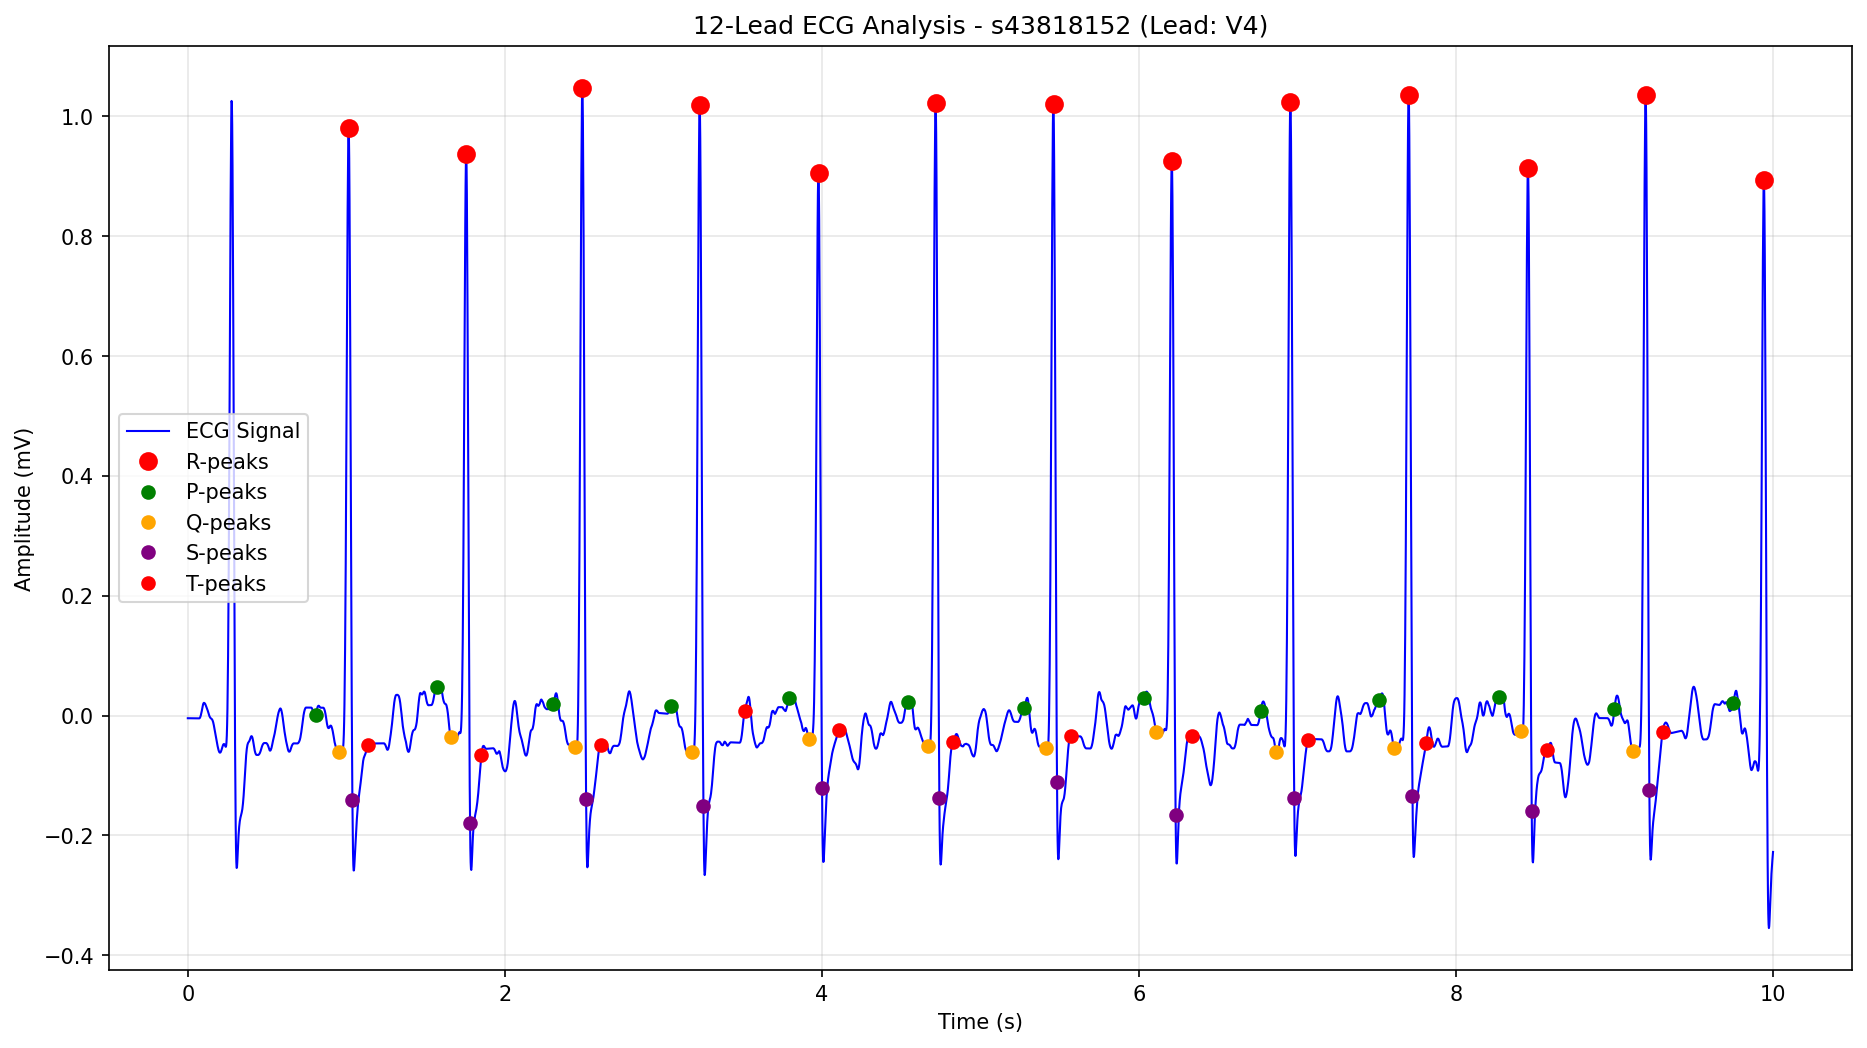 12-Lead ECG Analysis - s43818152 (Lead: V4)
Amplitude (mV)
1.0
0.8
0.6
0.4
0.2
0.0
−0.2
−0.4
ECG Signal
R-peaks
P-peaks
Q-peaks
S-peaks
T-peaks
0 2 4 6 8 10
Time (s)